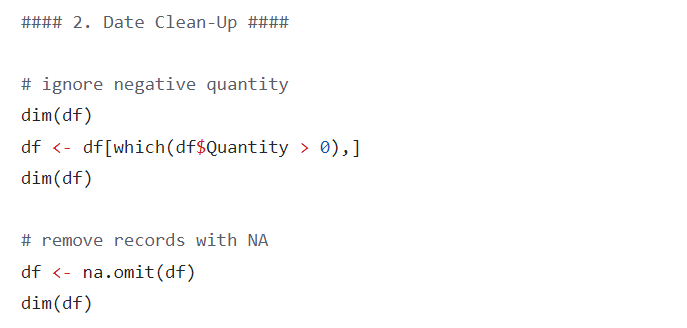 #### 2. Date Clean-Up ####
# ignore negative quantity
dim(df)
df <- df[which(df$Quantity > 0),]
dim(df)
# remove records with NA
df <- na.omit(df)
dim(df)